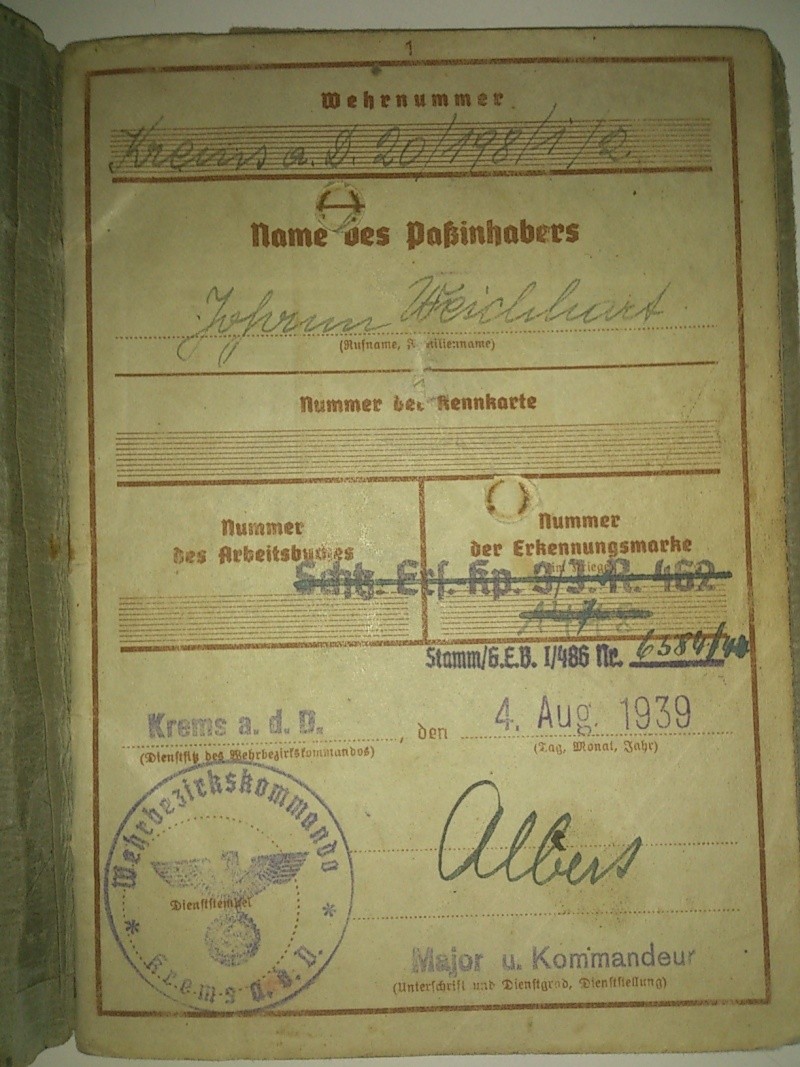 1
Wehrnummer
Krems a. D. 20/198/1/2.
Name des Paßinhabers
Johann Weichhart
(Rufname, Familienname)
Nummer der Kennkarte
Nummer
des Arbeitsbuches
Nummer
der Erkennungsmarke
Schtz. Ers. Kp. 3/J. R. 462
Stamm/G.E.B. I/486 Nr. 6584/44
Krems a. d. D., den 4. Aug. 1939
(Dienstsitz des Wehrbezirkskommandos) (Tag, Monat, Jahr)
Wehrbezirkskommando
Krems a. d. D.
Dienststempel
Albers
Major u. Kommandeur
(Unterschrift und Dienstgrad, Dienststellung)